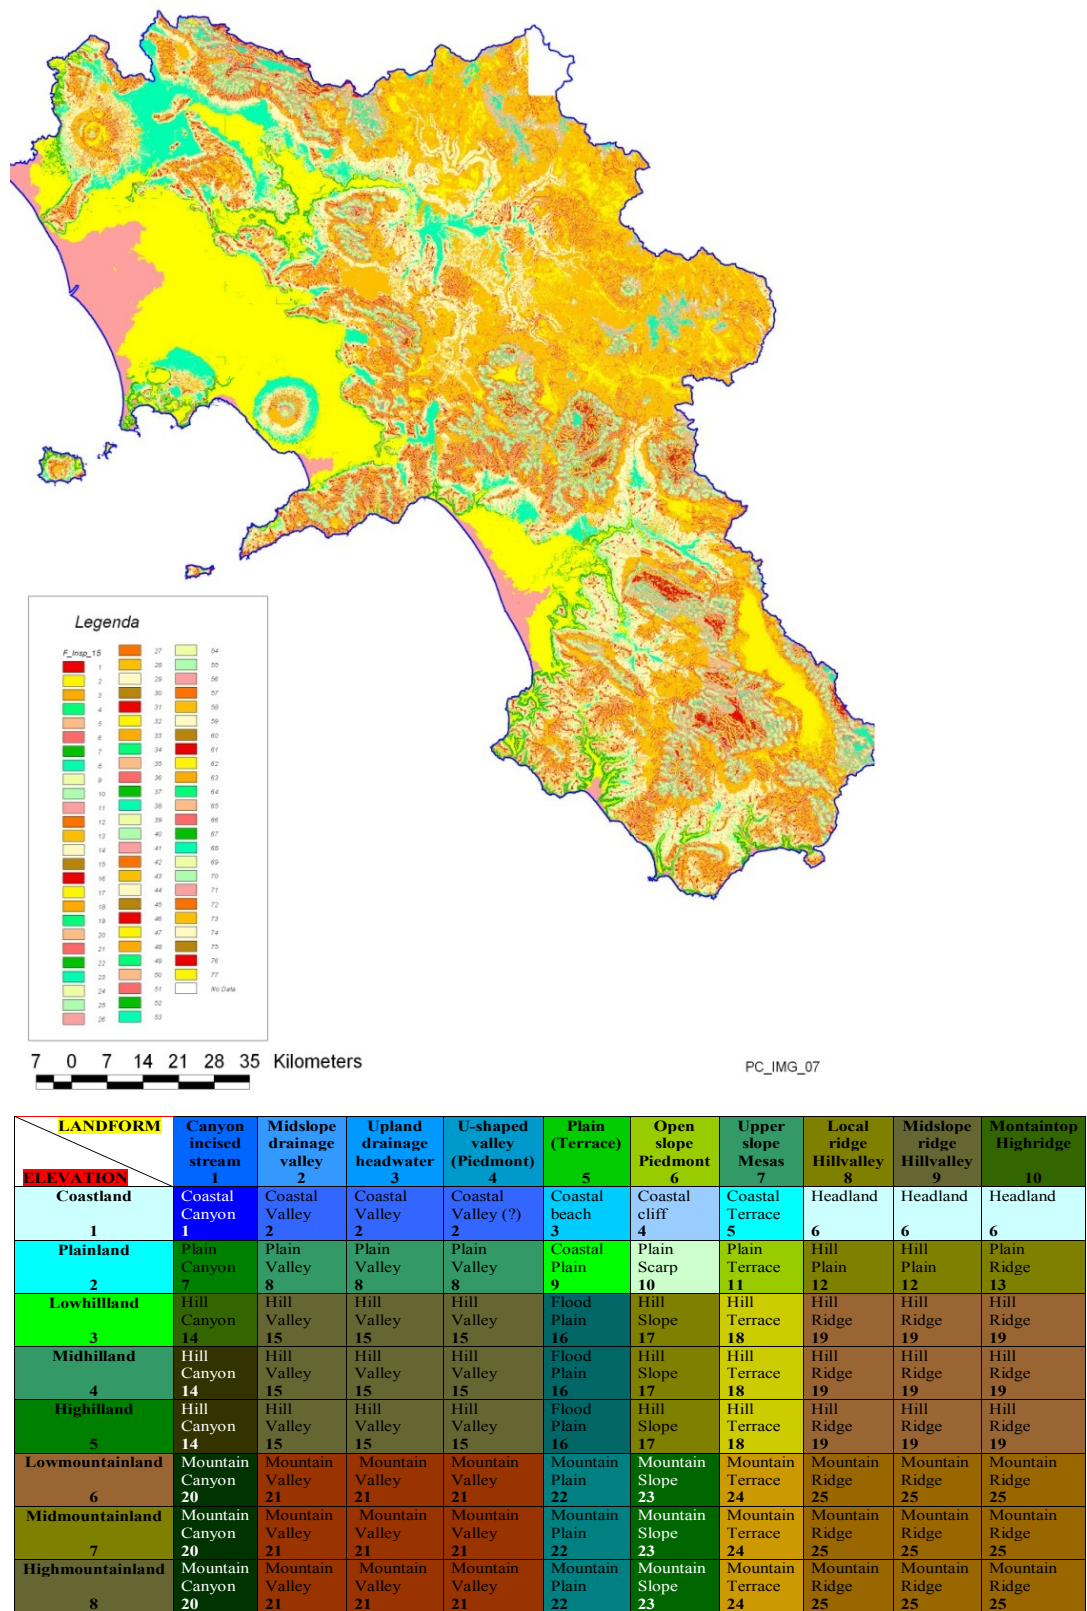 Legenda
F_Insp_15
1
2
3
4
5
6
7
8
9
10
11
12
13
14
15
16
17
18
19
20
21
22
23
24
25
26
27
28
29
30
31
32
33
34
35
36
37
38
39
40
41
42
43
44
45
46
47
48
49
50
51
52
53
54
55
56
57
58
59
60
61
62
63
64
65
66
67
68
69
70
71
72
73
74
75
76
77
No Data
7 0 7 14 21 28 35 Kilometers
PC_IMG_07
LANDFORM
ELEVATION
Canyon
incised
stream
1
Midslope
drainage
valley
2
Upland
drainage
headwater
3
U-shaped
valley
(Piedmont)
4
Plain
(Terrace)
5
Open
slope
Piedmont
6
Upper
slope
Mesas
7
Local
ridge
Hillvalley
8
Midslope
ridge
Hillvalley
9
Montaintop
Highridge
10
Coastland
1
Coastal
Canyon
1
Coastal
Valley
2
Coastal
Valley
2
Coastal
Valley (?)
2
Coastal
beach
3
Coastal
cliff
4
Coastal
Terrace
5
Headland
6
Headland
6
Headland
6
Plainland
2
Plain
Canyon
7
Plain
Valley
8
Plain
Valley
8
Plain
Valley
8
Coastal
Plain
9
Plain
Scarp
10
Plain
Terrace
11
Hill
Plain
12
Hill
Plain
12
Plain
Ridge
13
Lowhillland
3
Hill
Canyon
14
Hill
Valley
15
Hill
Valley
15
Hill
Valley
15
Flood
Plain
16
Hill
Slope
17
Hill
Terrace
18
Hill
Ridge
19
Hill
Ridge
19
Hill
Ridge
19
Midhilland
4
Hill
Canyon
14
Hill
Valley
15
Hill
Valley
15
Hill
Valley
15
Flood
Plain
16
Hill
Slope
17
Hill
Terrace
18
Hill
Ridge
19
Hill
Ridge
19
Hill
Ridge
19
Highilland
5
Hill
Canyon
14
Hill
Valley
15
Hill
Valley
15
Hill
Valley
15
Flood
Plain
16
Hill
Slope
17
Hill
Terrace
18
Hill
Ridge
19
Hill
Ridge
19
Hill
Ridge
19
Lowmountainland
6
Mountain
Canyon
20
Mountain
Valley
21
Mountain
Valley
21
Mountain
Valley
21
Mountain
Plain
22
Mountain
Slope
23
Mountain
Terrace
24
Mountain
Ridge
25
Mountain
Ridge
25
Mountain
Ridge
25
Midmountainland
7
Mountain
Canyon
20
Mountain
Valley
21
Mountain
Valley
21
Mountain
Valley
21
Mountain
Plain
22
Mountain
Slope
23
Mountain
Terrace
24
Mountain
Ridge
25
Mountain
Ridge
25
Mountain
Ridge
25
Highmountainland
8
Mountain
Canyon
20
Mountain
Valley
21
Mountain
Valley
21
Mountain
Valley
21
Mountain
Plain
22
Mountain
Slope
23
Mountain
Terrace
24
Mountain
Ridge
25
Mountain
Ridge
25
Mountain
Ridge
25